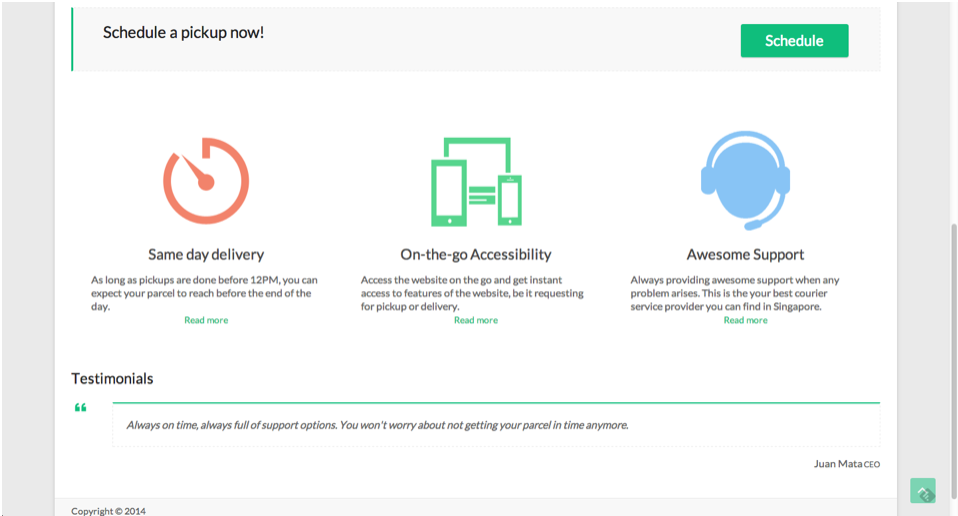 Schedule a pickup now!
Schedule
Same day delivery
As long as pickups are done before 12PM, you can
expect your parcel to reach before the end of the
day.
Read more
On-the-go Accessibility
Access the website on the go and get instant
access to features of the website, be it requesting
for pickup or delivery.
Read more
Awesome Support
Always providing awesome support when any
problem arises. This is the your best courier
service provider you can find in Singapore.
Read more
Testimonials
Always on time, always full of support options. You won't worry about not getting your parcel in time anymore.
Juan Mata CEO
Copyright © 2014